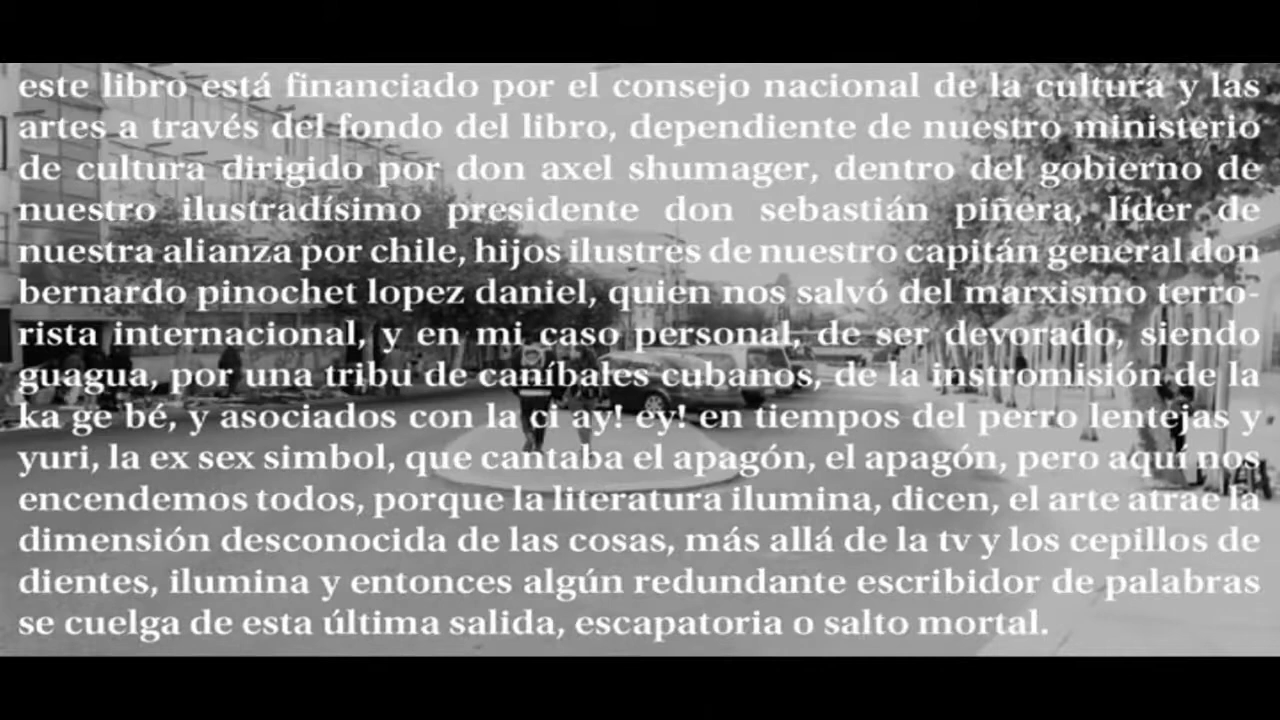 este libro está financiado por el consejo nacional de la cultura y las
artes a través del fondo del libro, dependiente de nuestro ministerio
de cultura dirigido por don axel shumager, dentro del gobierno de
nuestro ilustradísimo presidente don sebastián piñera, líder de
nuestra alianza por chile, hijos ilustres de nuestro capitán general don
bernardo pinochet lopez daniel, quien nos salvó del marxismo terro-
rista internacional, y en mi caso personal, de ser devorado, siendo
guagua, por una tribu de caníbales cubanos, de la instromisión de la
ka ge bé, y asociados con la ci ay! ey! en tiempos del perro lentejas y
yuri, la ex sex simbol, que cantaba el apagón, el apagón, pero aquí nos
encendemos todos, porque la literatura ilumina, dicen, el arte atrae la
dimensión desconocida de las cosas, más allá de la tv y los cepillos de
dientes, ilumina y entonces algún redundante escribidor de palabras
se cuelga de esta última salida, escapatoria o salto mortal.